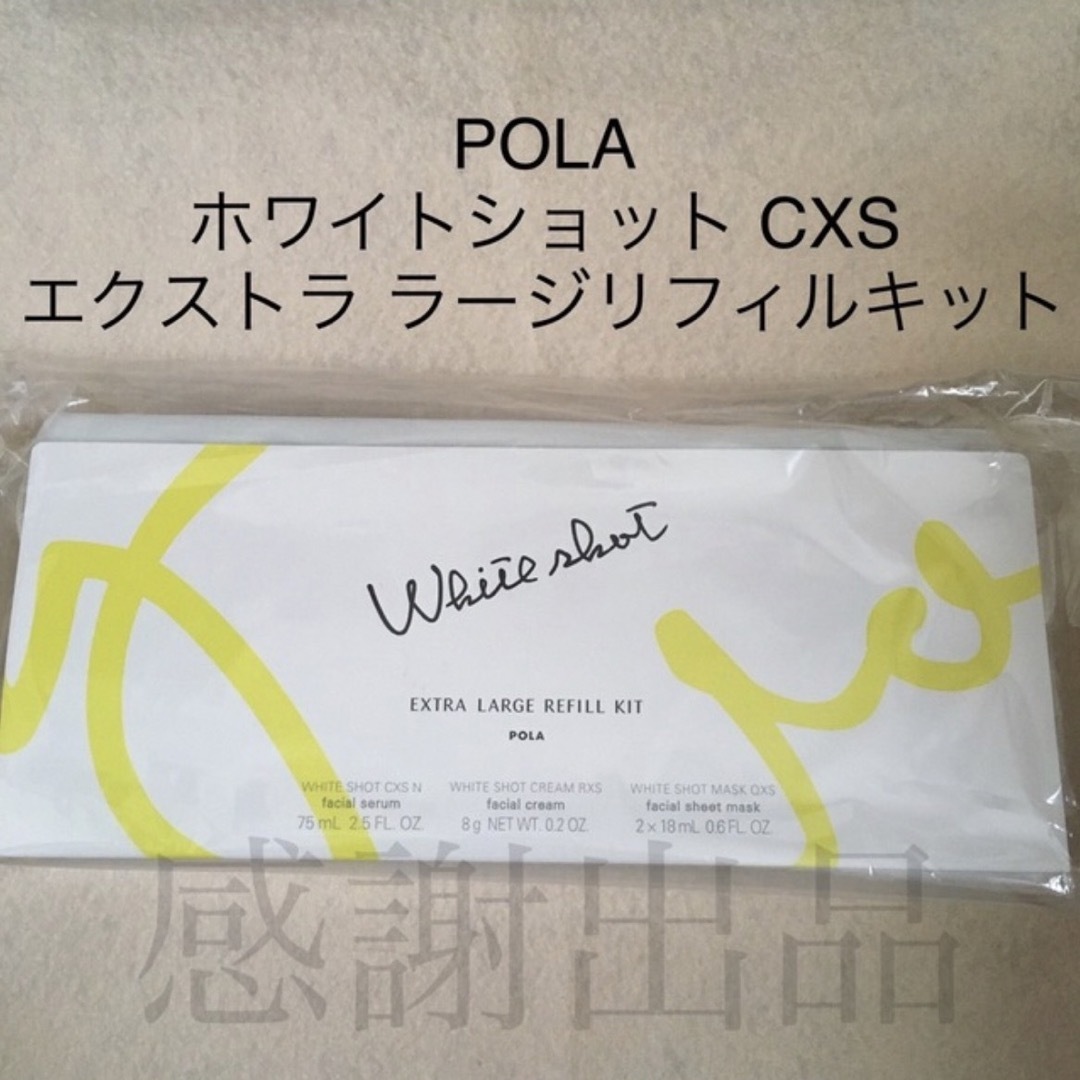 POLA
ホワイトショット CXS
エクストラ ラージリフィルキット
White shot
EXTRA LARGE REFILL KIT
POLA
WHITE SHOT CXS N
facial serum
75 mL 2.5 FL. OZ.
WHITE SHOT CREAM RXS
facial cream
8g NET WT. 0.2 OZ.
WHITE SHOT MASK QXS
facial sheet mask
2×18 mL 0.6 FL. OZ.
感謝出品